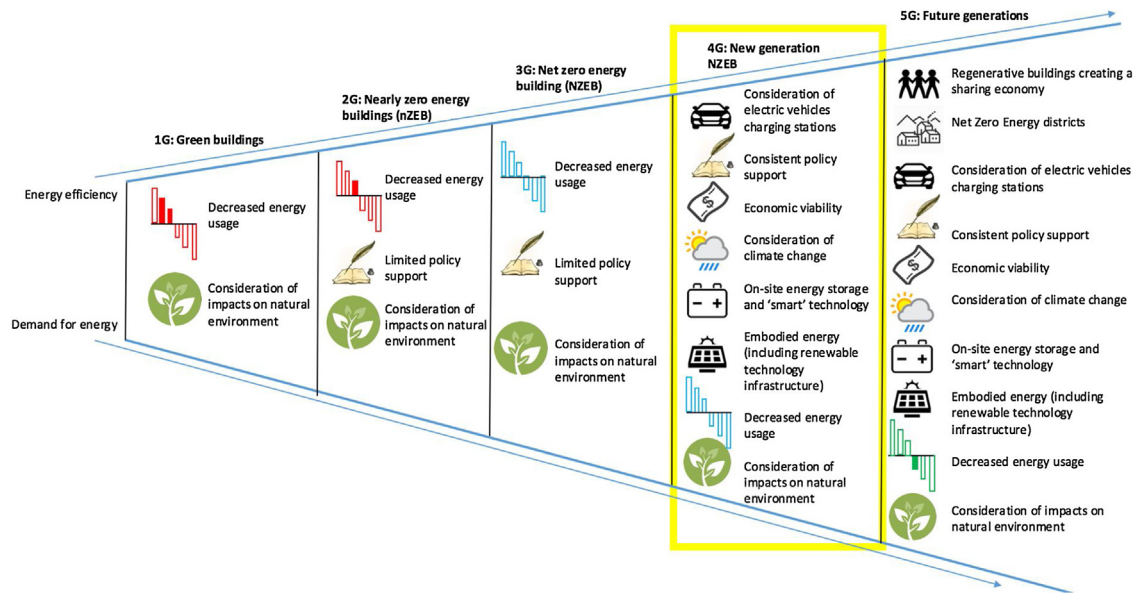 5G: Future generations
4G: New generation
NZEB
3G: Net zero energy
building (NZEB)
2G: Nearly zero energy
buildings (nZEB)
1G: Green buildings
Energy efficiency
Demand for energy
Decreased energy
usage
Consideration of
impacts on natural
environment
Decreased energy
usage
Limited policy
support
Consideration of
impacts on natural
environment
Decreased energy
usage
Limited policy
support
Consideration of
impacts on natural
environment
Consideration of
electric vehicles
charging stations
Consistent policy
support
Economic viability
Consideration of
climate change
On-site energy storage
and ‘smart’ technology
Embodied energy
(including renewable
technology
infrastructure)
Decreased energy
usage
Consideration of
impacts on natural
environment
Regenerative buildings creating a
sharing economy
Net Zero Energy districts
Consideration of electric vehicles
charging stations
Consistent policy support
Economic viability
Consideration of climate change
On-site energy storage and
‘smart’ technology
Embodied energy (including
renewable technology
infrastructure)
Decreased energy usage
Consideration of impacts on
natural environment